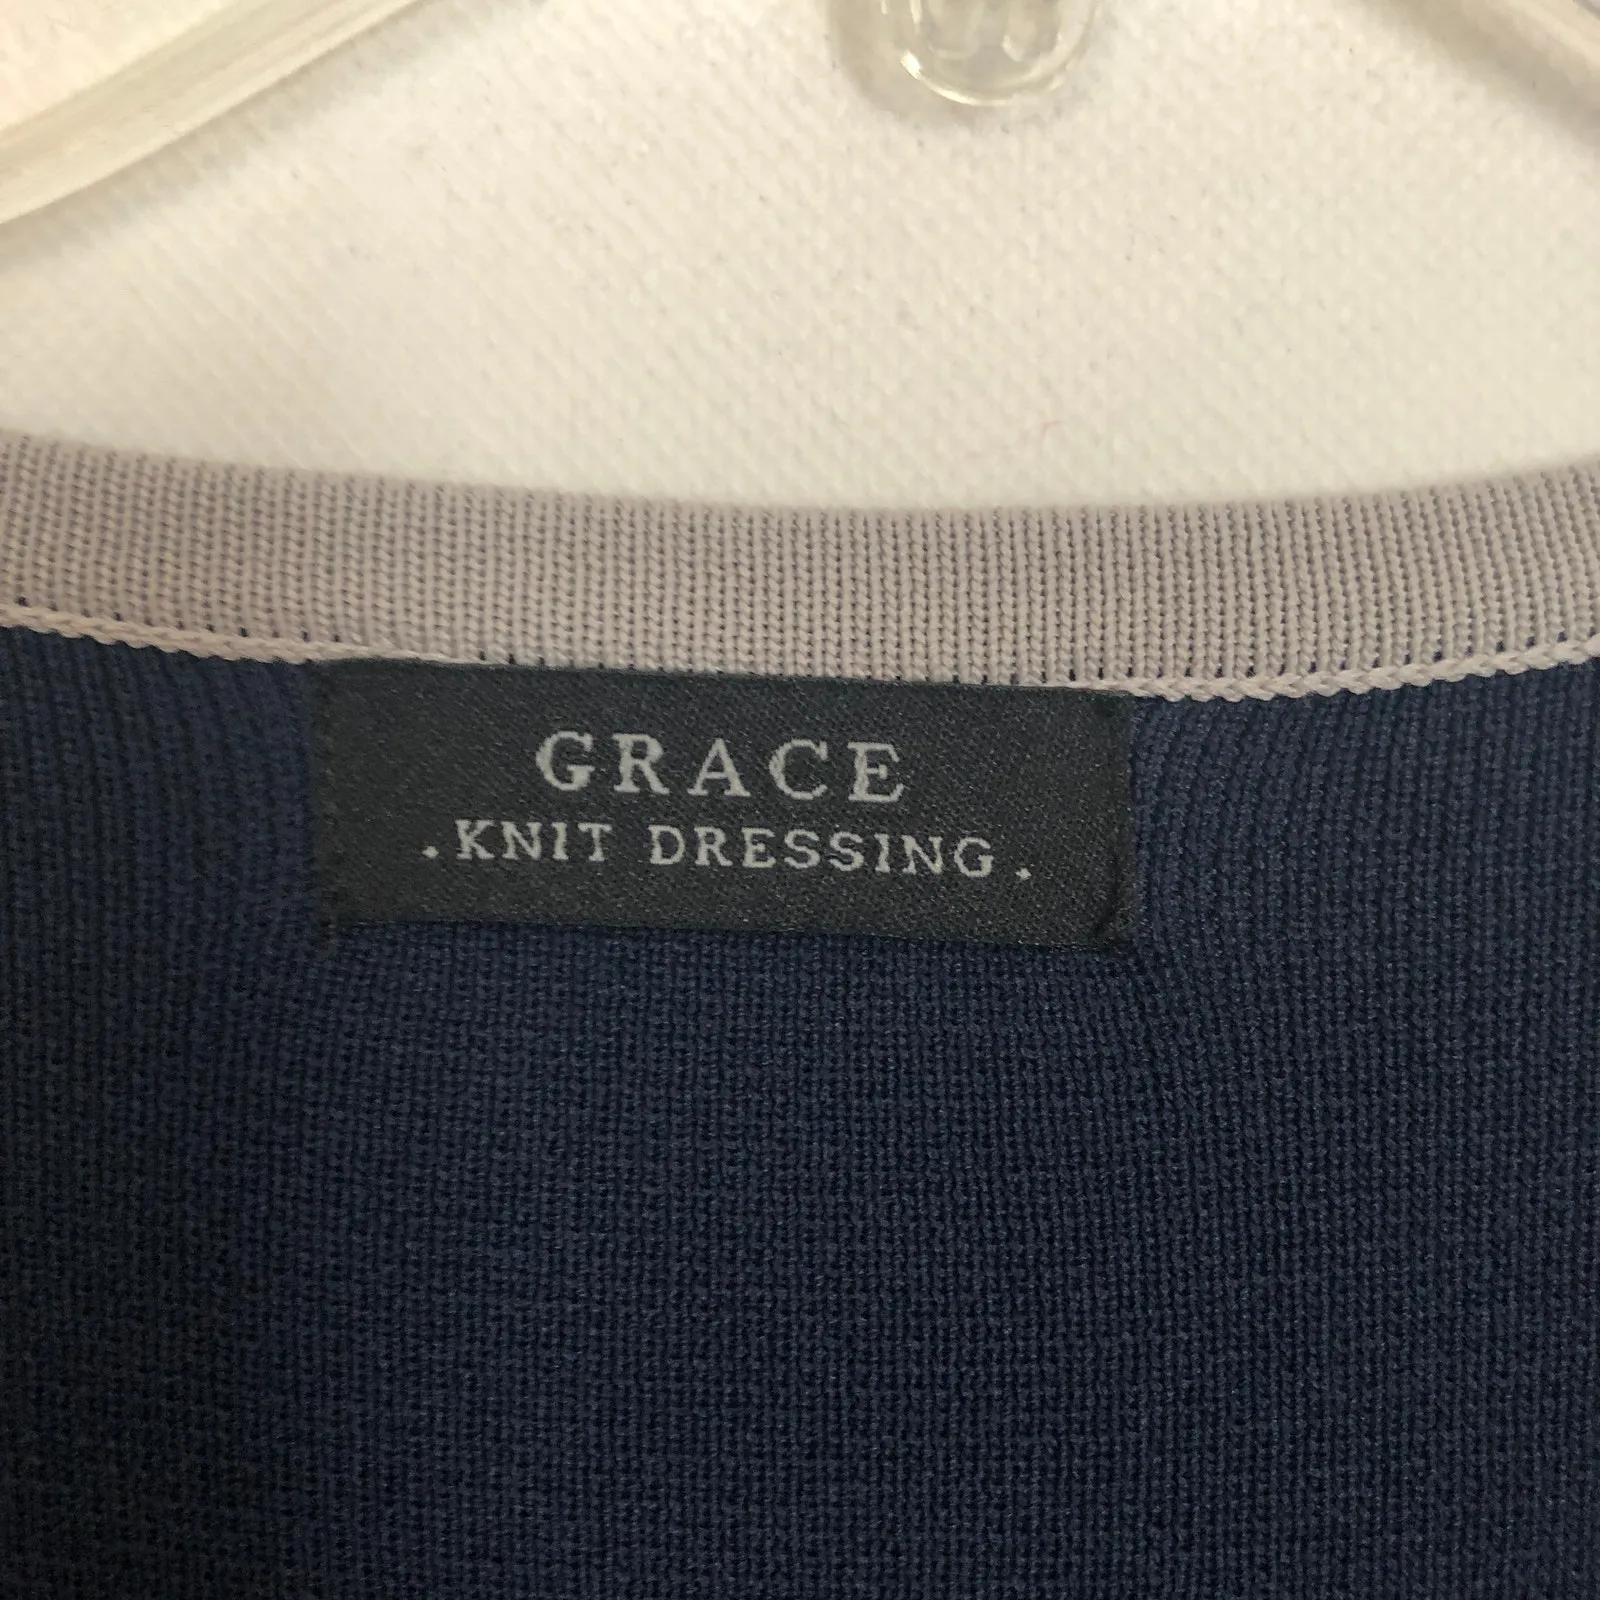 GRACE
. KNIT DRESSING .